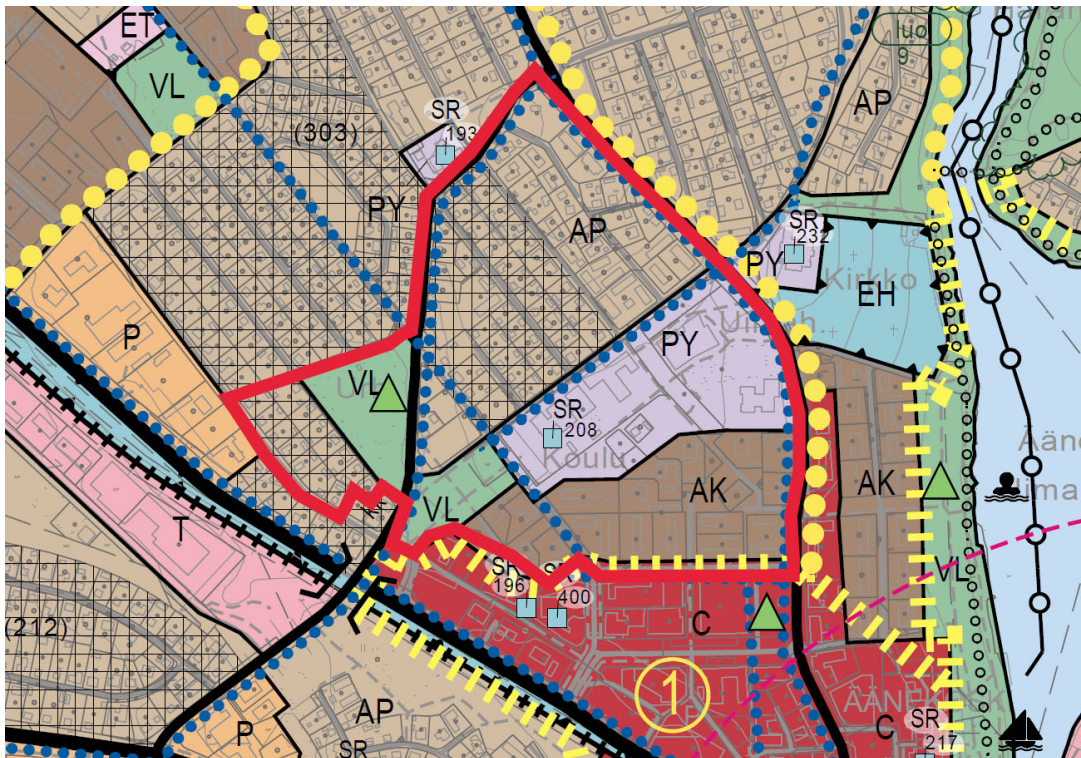 ET
VL
luo
9
AP
SR
193
(303)
PY
AP
SR
232
PY
Kirkko
EH
PY
P
VL
SR
208
Koulu
AK
AK
VL
T
VL
SR
196
400
C
(212)
1
AP
P
SR
C
SR
217